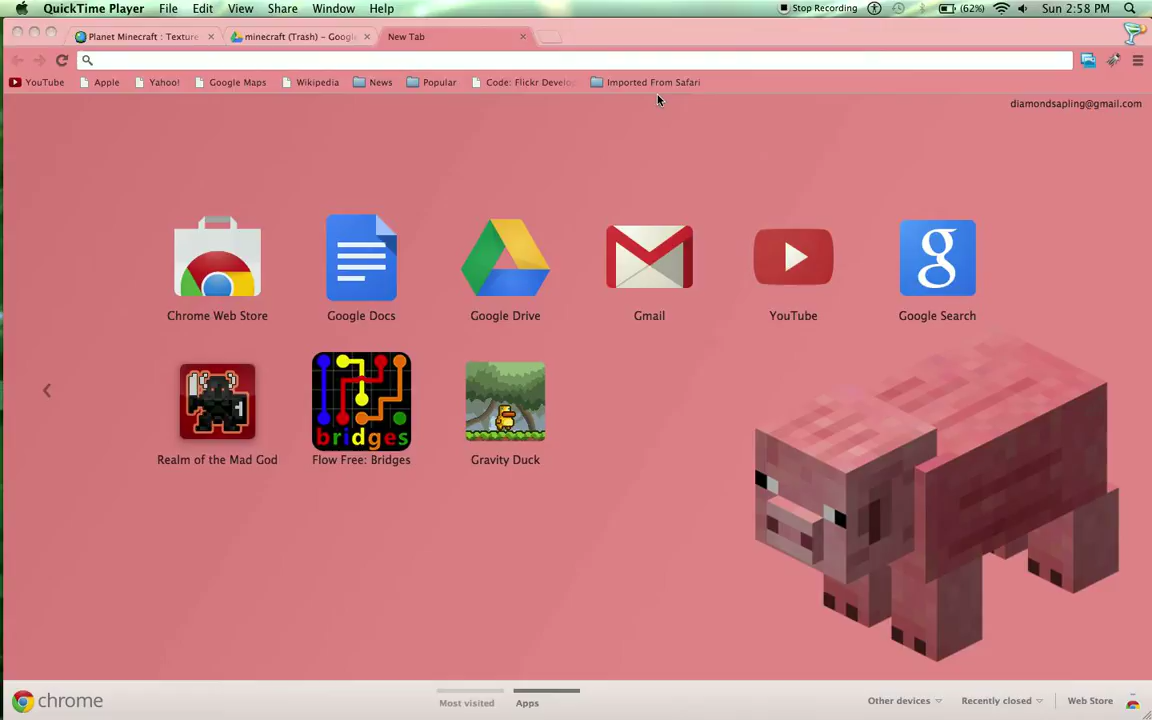 QuickTime Player File Edit View Share Window Help Stop Recording (62%) Sun 2:58 PM
Planet Minecraft : Texture minecraft (Trash) – Google New Tab
YouTube Apple Yahoo! Google Maps Wikipedia News Popular Code: Flickr Develo Imported From Safari
diamondsapling@gmail.com
Chrome Web Store Google Docs Google Drive Gmail YouTube Google Search
bridges
Realm of the Mad God Flow Free: Bridges Gravity Duck
chrome Most visited Apps Other devices Recently closed Web Store